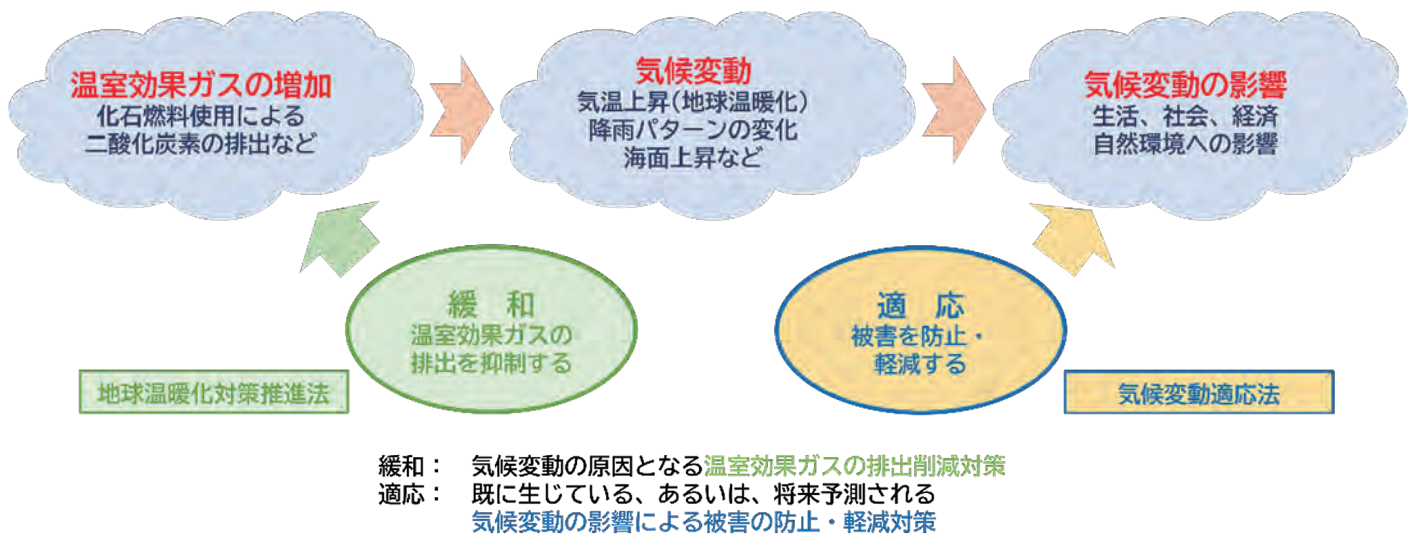 温室効果ガスの増加
化石燃料使用による
二酸化炭素の排出など
気候変動
気温上昇(地球温暖化)
降雨パターンの変化
海面上昇など
気候変動の影響
生活、社会、経済
自然環境への影響
緩　和
温室効果ガスの
排出を抑制する
地球温暖化対策推進法
適　応
被害を防止・
軽減する
気候変動適応法
緩和：　気候変動の原因となる温室効果ガスの排出削減対策
適応：　既に生じている、あるいは、将来予測される
気候変動の影響による被害の防止・軽減対策